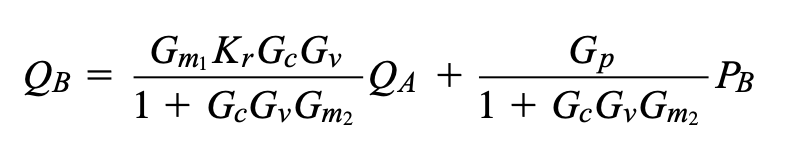 Q_B = \frac{G_{m_1} K_r G_c G_v}{1 + G_c G_v G_{m_2}} Q_A + \frac{G_p}{1 + G_c G_v G_{m_2}} P_B